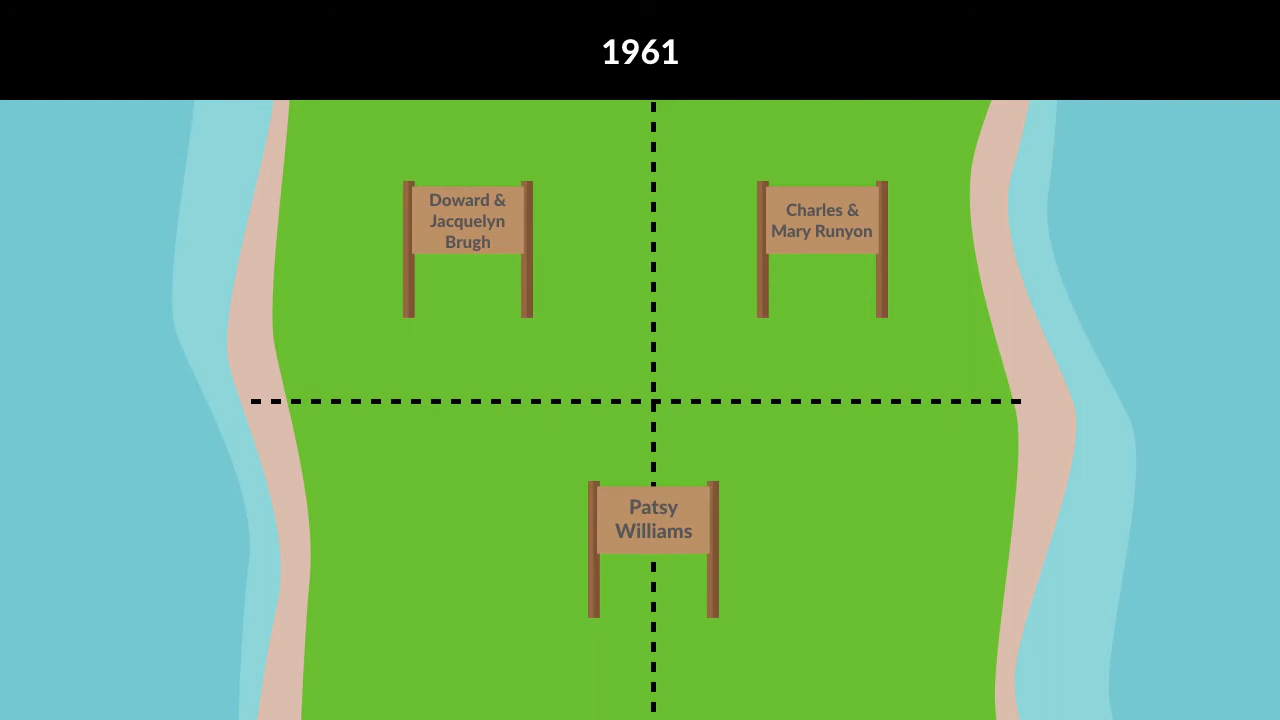 1961
Doward &
Jacquelyn
Brugh
Charles &
Mary Runyon
Patsy
Williams